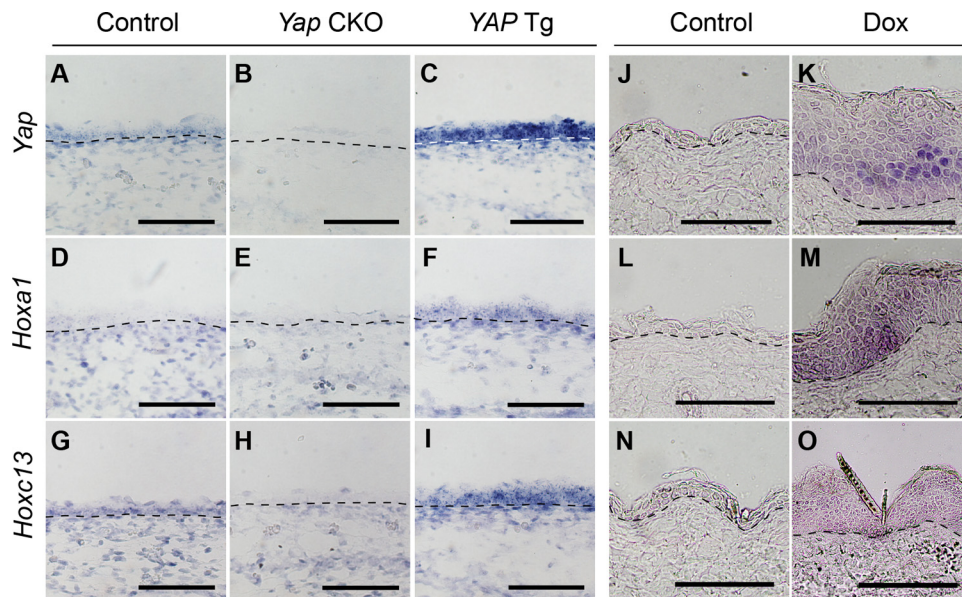 Control Yap CKO YAP Tg Control Dox
Yap A B C J K
Hoxa1 D E F L M
Hoxc13 G H I N O